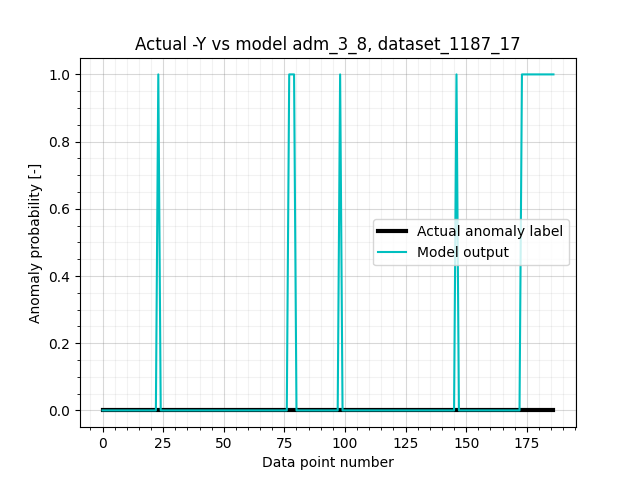 Actual -Y vs model adm_3_8, dataset_1187_17
Anomaly probability [-]
1.0
0.8
0.6
0.4
0.2
0.0
Actual anomaly label
Model output
0 25 50 75 100 125 150 175
Data point number